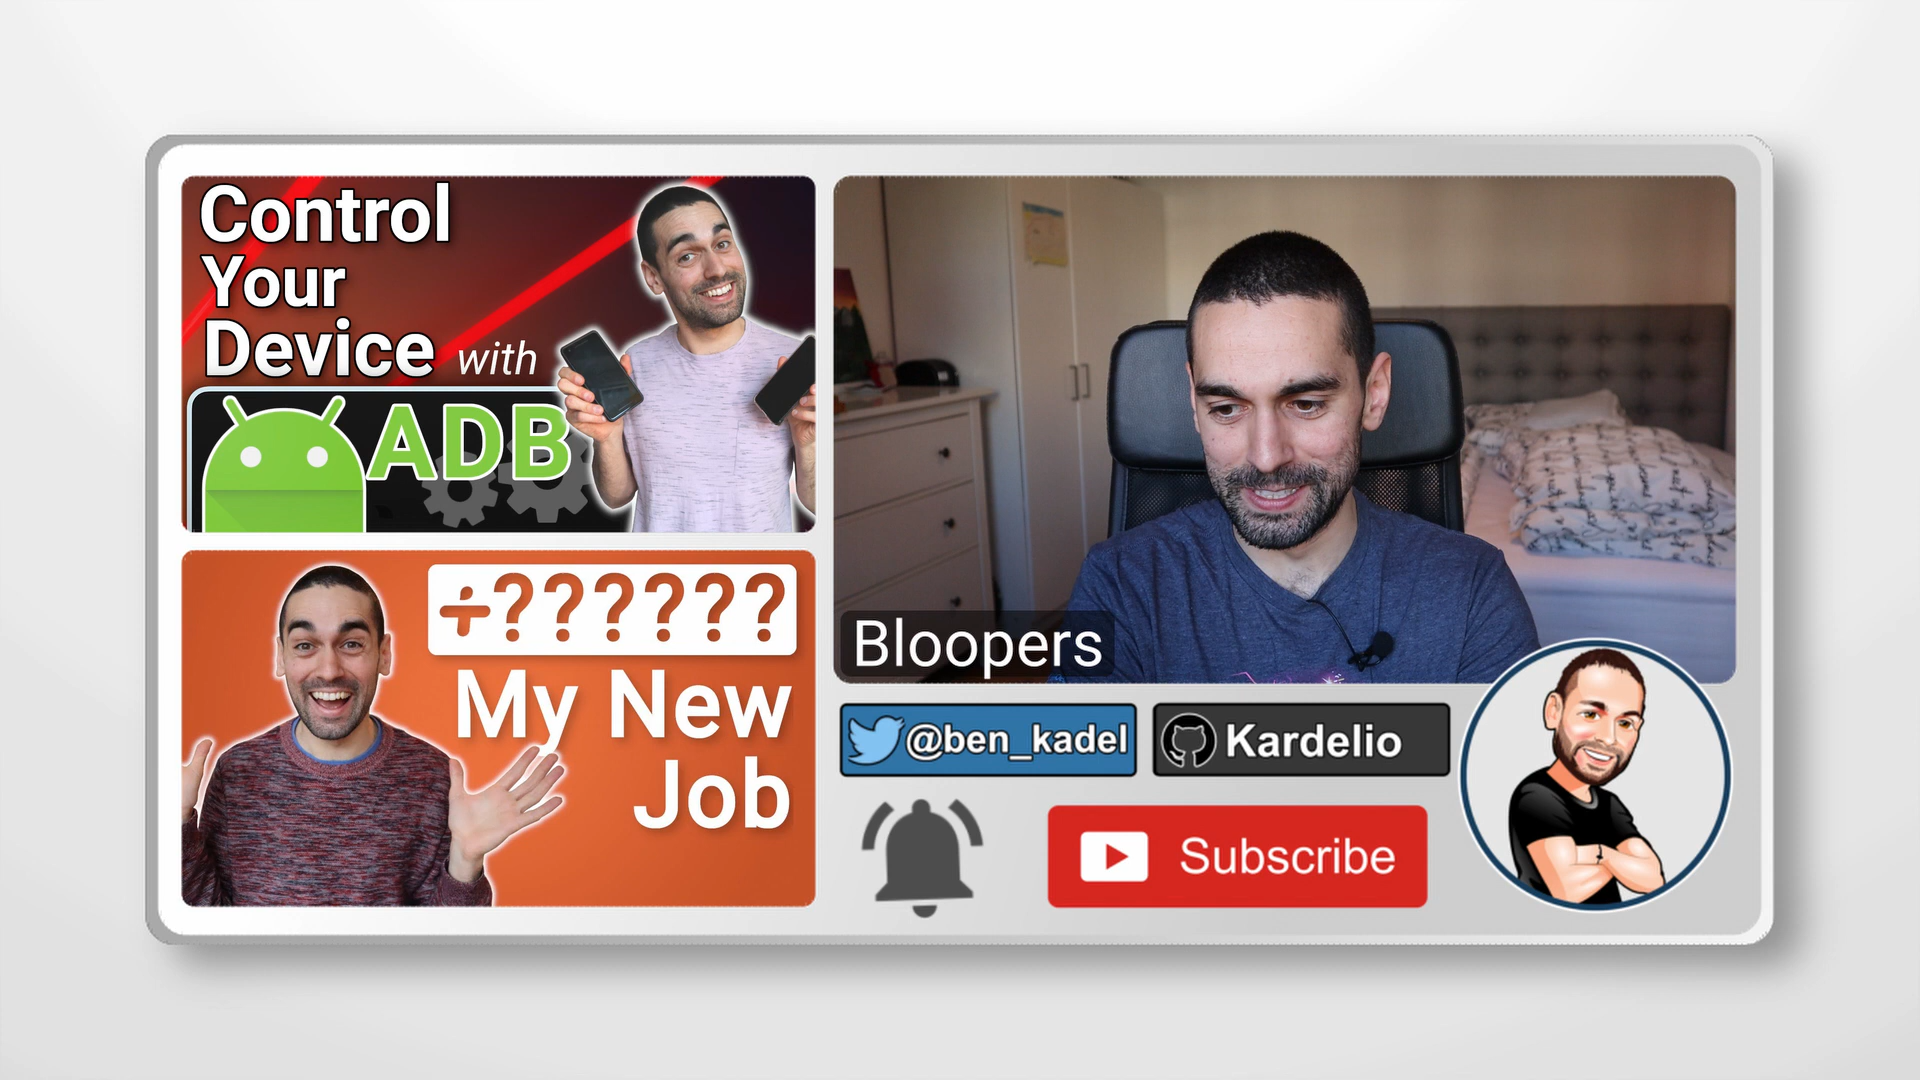 Control
Your
Device with
ADB
÷??????
My New
Job
Bloopers
@ben_kadel
Kardelio
Subscribe